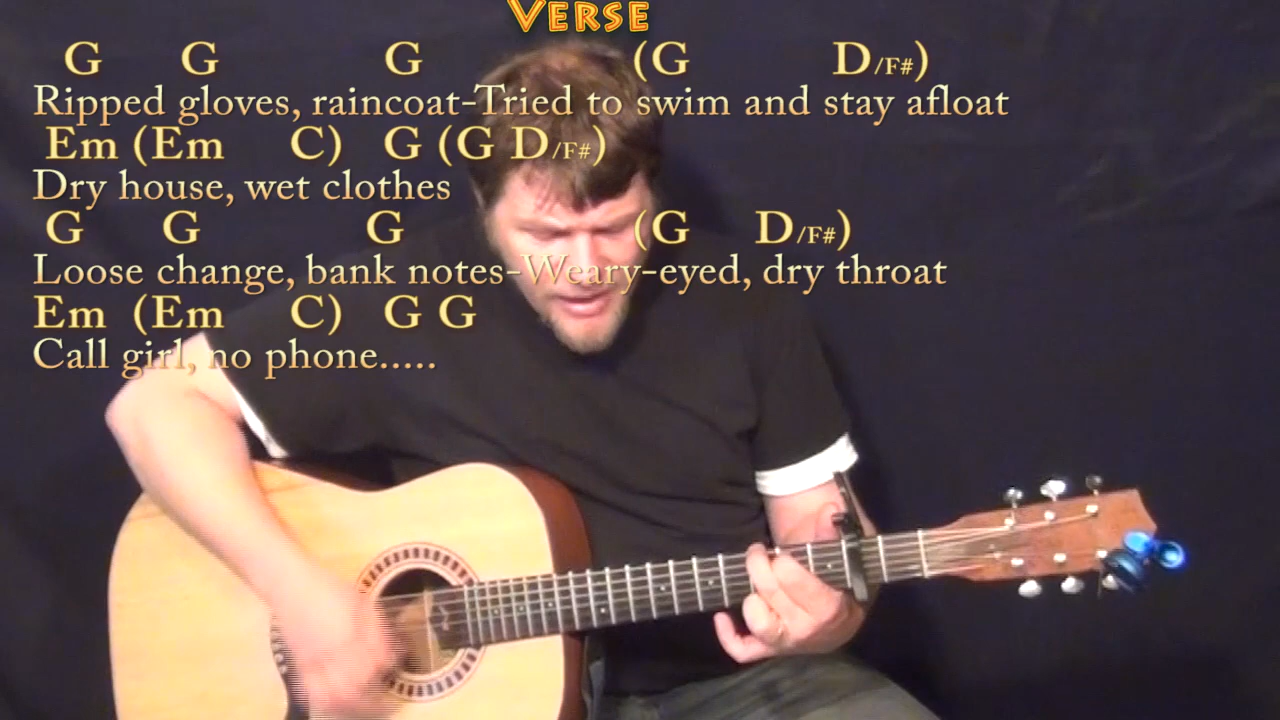 VERSE
G G G (G D/F#)
Ripped gloves, raincoat-Tried to swim and stay afloat
Em (Em C) G (G D/F#)
Dry house, wet clothes
G G G (G D/F#)
Loose change, bank notes-Weary-eyed, dry throat
Em (Em C) G G
Call girl, no phone.....